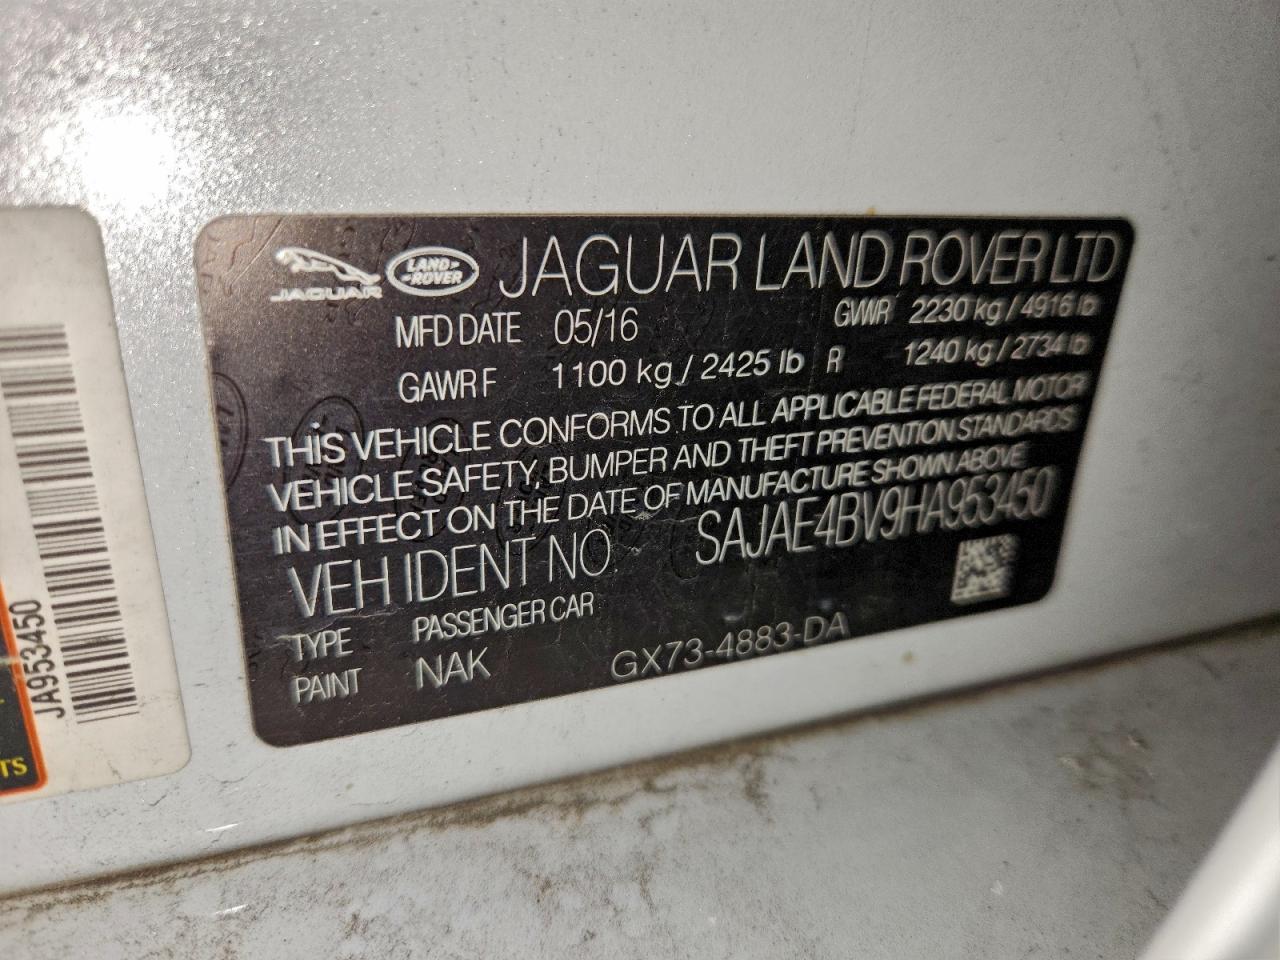 JAGUAR
LAND-
-ROVER
JAGUAR LAND ROVER LTD
MFD DATE 05/16 GVWR 2230 kg / 4916 lb
GAWR F 1100 kg / 2425 lb R 1240 kg / 2734 lb
THIS VEHICLE CONFORMS TO ALL APPLICABLE FEDERAL MOTOR
VEHICLE SAFETY, BUMPER AND THEFT PREVENTION STANDARDS
IN EFFECT ON THE DATE OF MANUFACTURE SHOWN ABOVE
VEH IDENT NO. SAJAE4BV9HA953450
TYPE PASSENGER CAR
PAINT NAK GX73-4883-DA
JA953450
TS